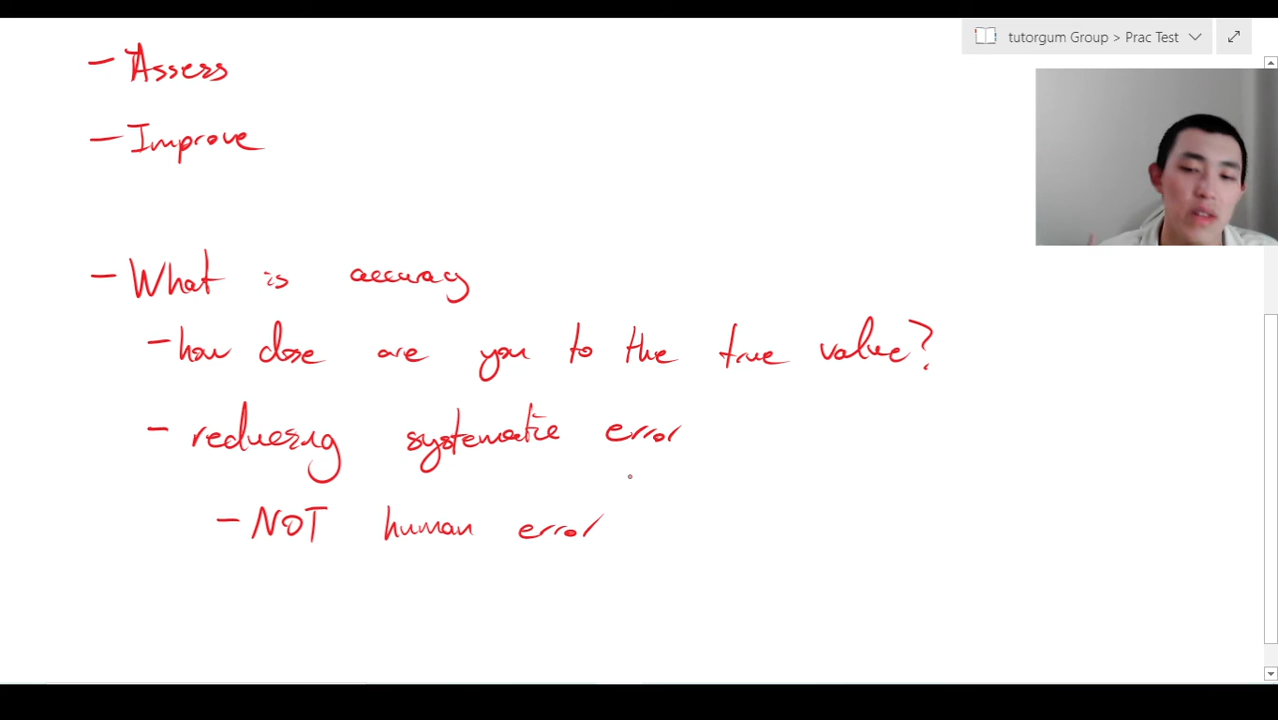 tutorgum Group > Prac Test
- Assess
- Improve
- What is accuracy
- how close are you to the true value?
- reducing systematic error
- NOT human error